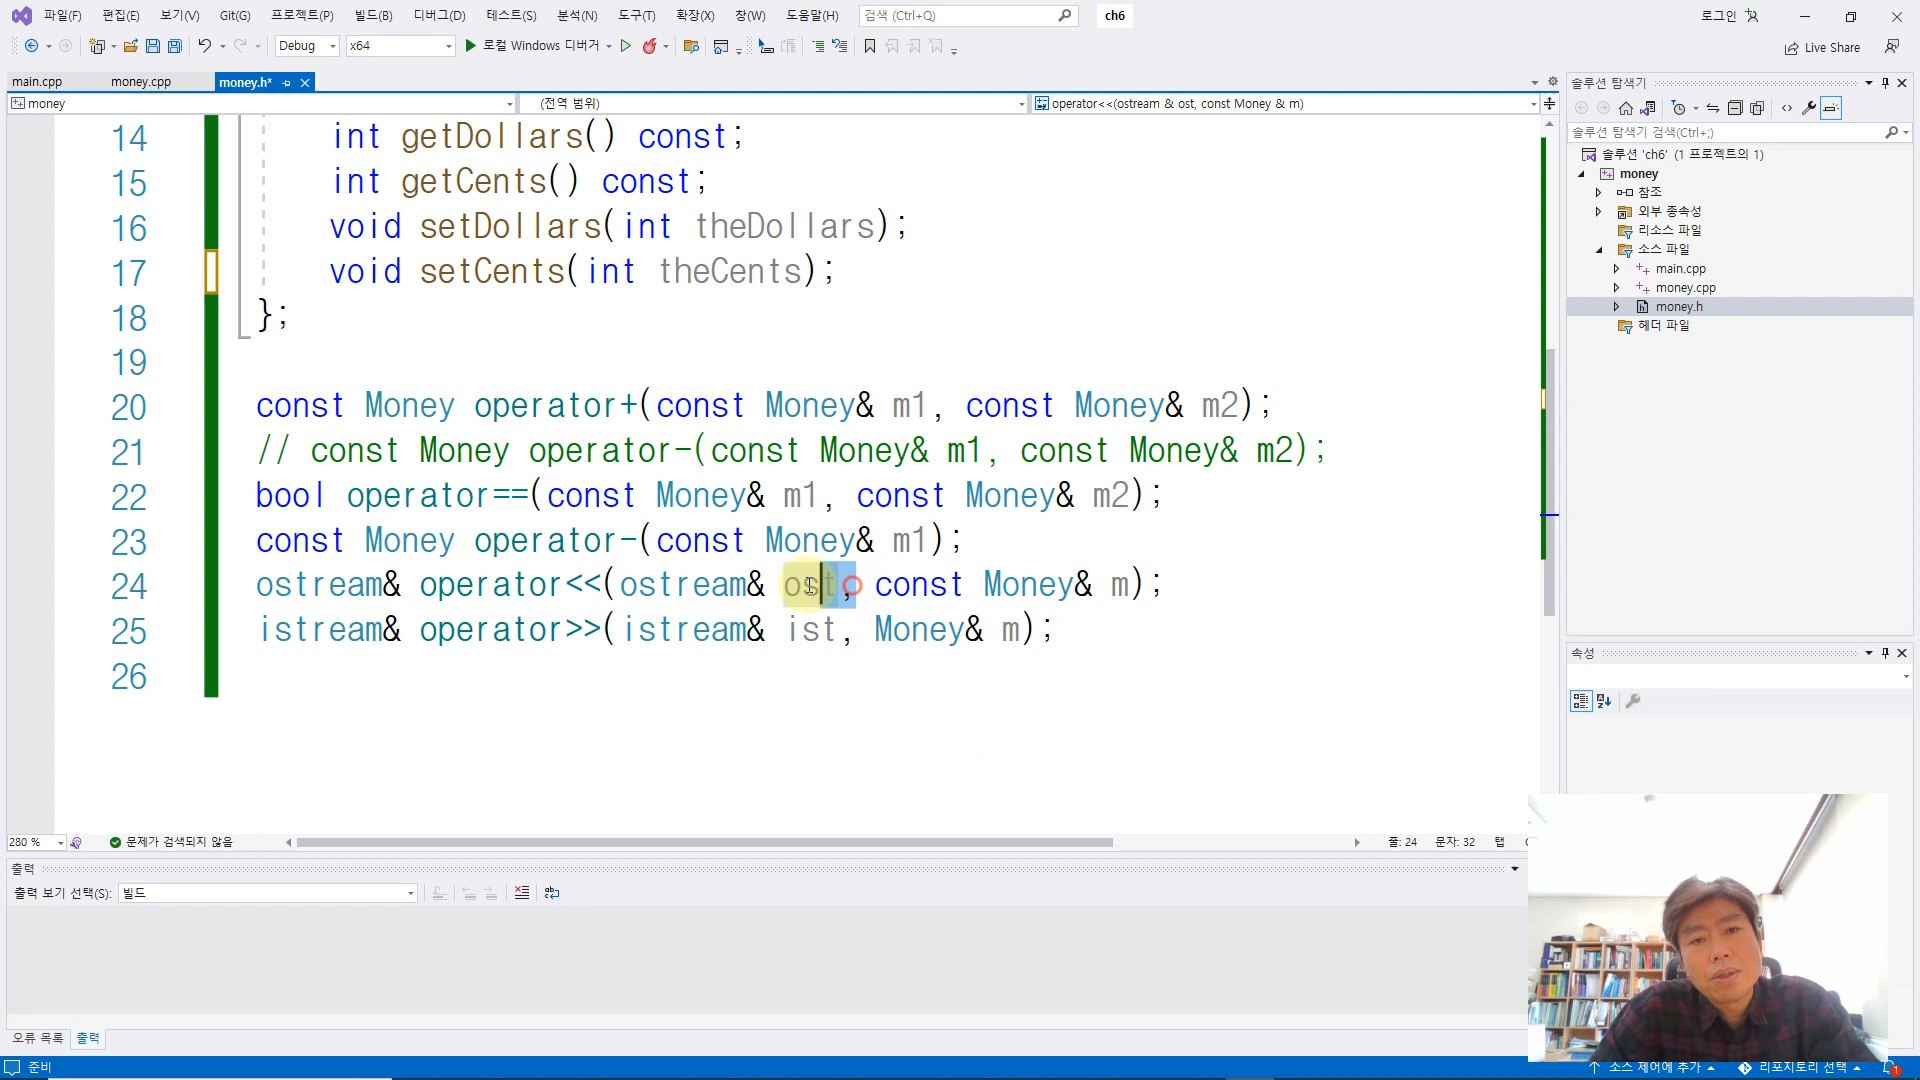 파일(F) 편집(E) 보기(V) Git(G) 프로젝트(P) 빌드(B) 디버그(D) 테스트(S) 분석(N) 도구(T) 확장(X) 창(W) 도움말(H) 검색 (Ctrl+Q) ch6 로그인
Debug x64 로컬 Windows 디버거 Live Share
main.cpp money.cpp money.h*
money (전역 범위) operator<<(ostream & ost, const Money & m)
14 int getDollars() const;
15 int getCents() const;
16 void setDollars(int theDollars);
17 void setCents(int theCents);
18 };
19
20 const Money operator+(const Money& m1, const Money& m2);
21 // const Money operator-(const Money& m1, const Money& m2);
22 bool operator==(const Money& m1, const Money& m2);
23 const Money operator-(const Money& m1);
24 ostream& operator<<(ostream& ost, const Money& m);
25 istream& operator>>(istream& ist, Money& m);
26
280 % 문제가 검색되지 않음 줄: 24 문자: 32 탭
출력
출력 보기 선택(S): 빌드
오류 목록 출력
준비
솔루션 탐색기
솔루션 탐색기 검색(Ctrl+;)
솔루션 'ch6' (1 프로젝트의 1)
money
참조
외부 종속성
리소스 파일
소스 파일
main.cpp
money.cpp
money.h
헤더 파일
속성
소스 제어에 추가 리포지토리 선택 1